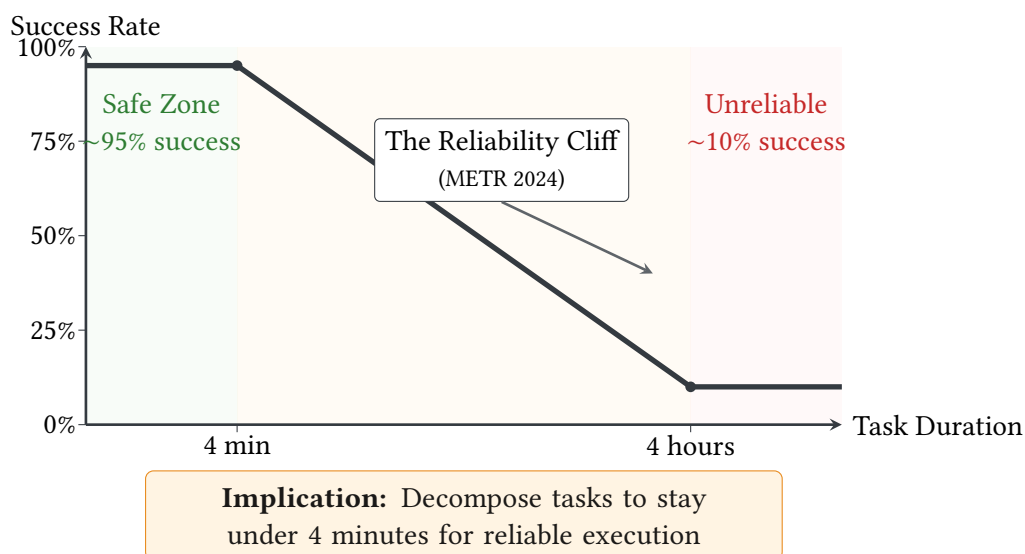 Success Rate
100%
Safe Zone
Unreliable
75%
~95% success
The Reliability Cliff
~10% success
(METR 2024)
50%
25%
0%
Task Duration
4 min
4 hours
Implication: Decompose tasks to stay
under 4 minutes for reliable execution